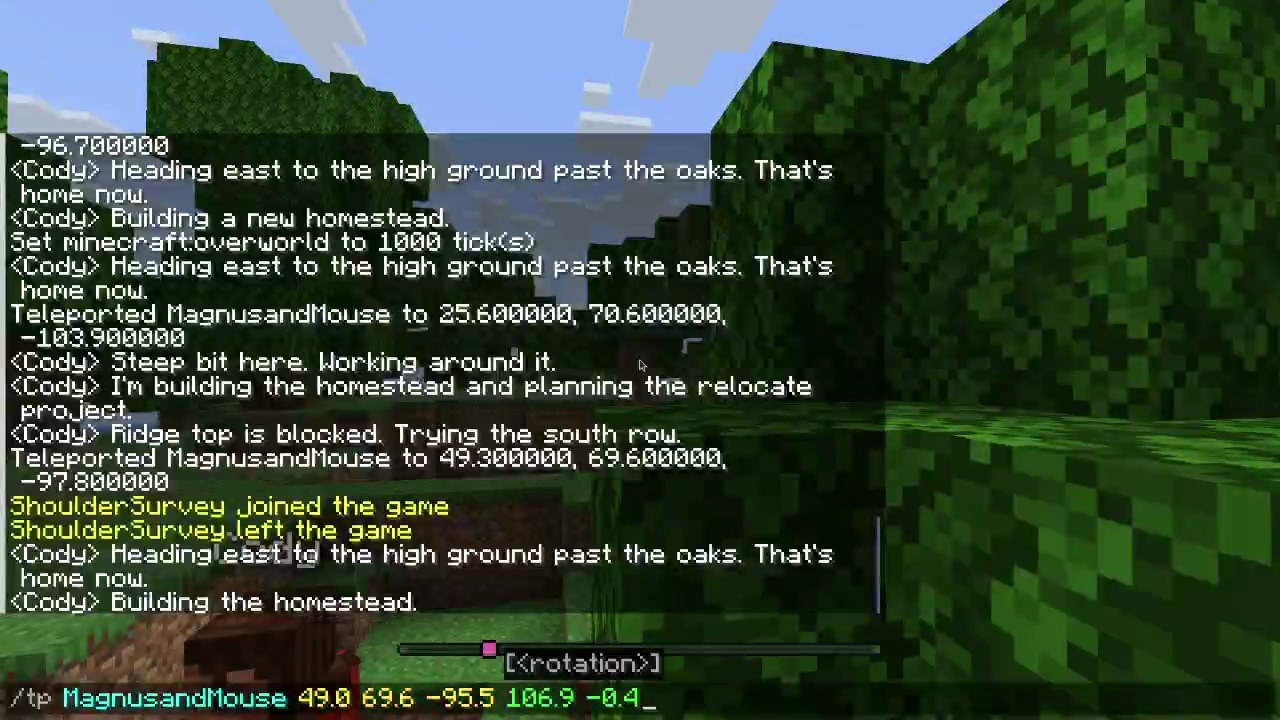 -96.700000
<Cody> Heading east to the high ground past the oaks. That's
home now.
<Cody> Building a new homestead.
Set minecraft:overworld to 1000 tick(s)
<Cody> Heading east to the high ground past the oaks. That's
home now.
Teleported MagnusandMouse to 25.600000, 70.600000,
-103.900000
<Cody> Steep bit here. Working around it.
<Cody> I'm building the homestead and planning the relocate
project.
<Cody> Ridge top is blocked. Trying the south row.
Teleported MagnusandMouse to 49.300000, 69.600000,
-97.800000
ShoulderSurvey joined the game
ShoulderSurvey left the game
<Cody> Heading east to the high ground past the oaks. That's
home now.
<Cody> Building the homestead.
[<rotation>]
/tp MagnusandMouse 49.0 69.6 -95.5 106.9 -0.4_